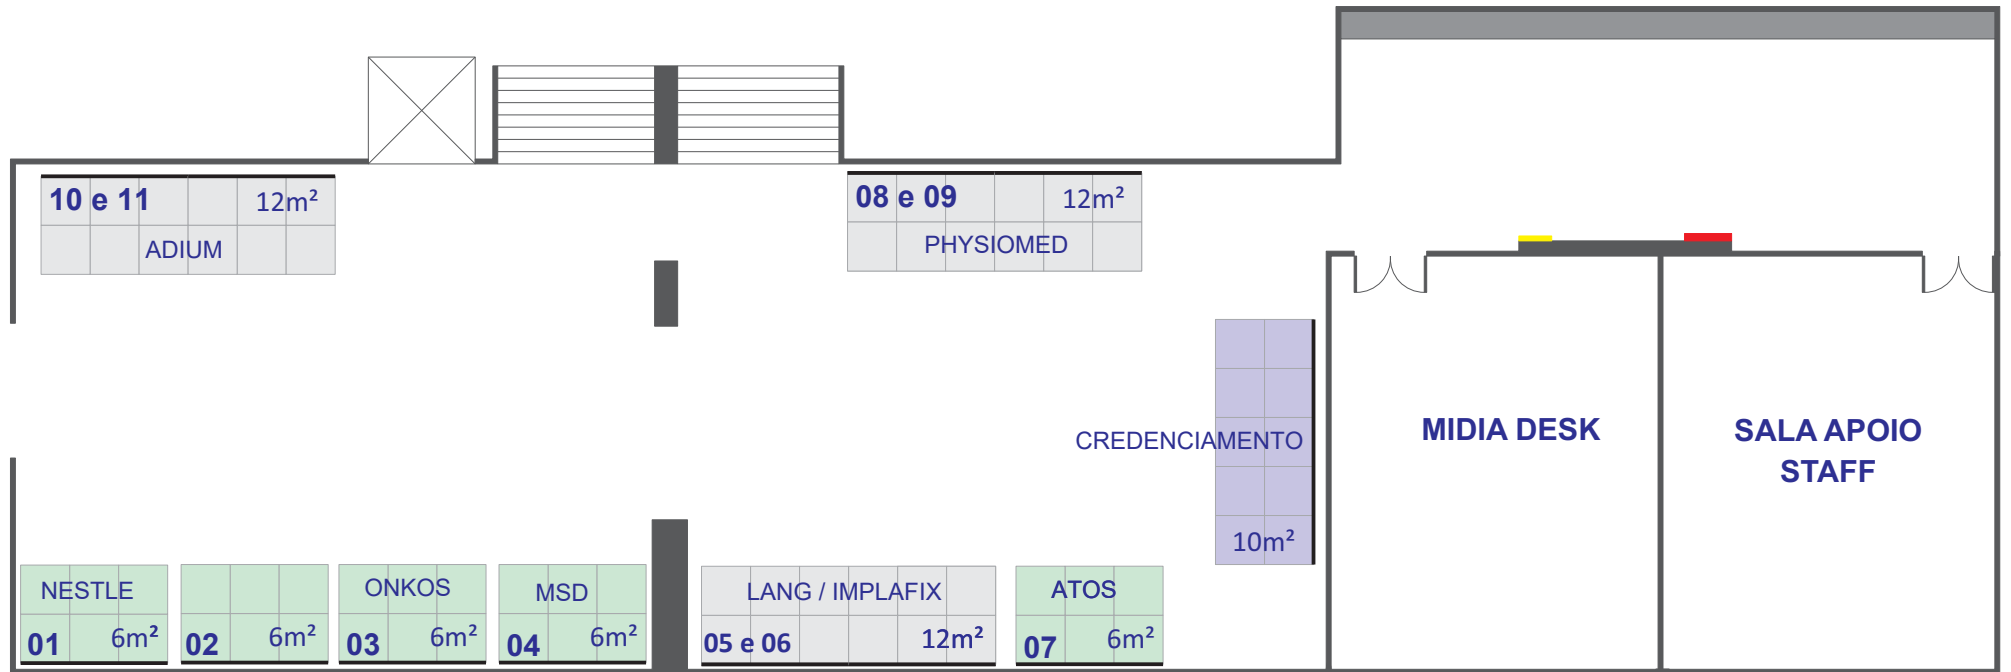 10 e 11 12m²
ADIUM
08 e 09 12m²
PHYSIOMED
CREDENCIAMENTO
10m²
MIDIA DESK
SALA APOIO
STAFF
NESTLE
01 6m²
02 6m²
ONKOS
03 6m²
MSD
04 6m²
LANG / IMPLAFIX
05 e 06 12m²
ATOS
07 6m²